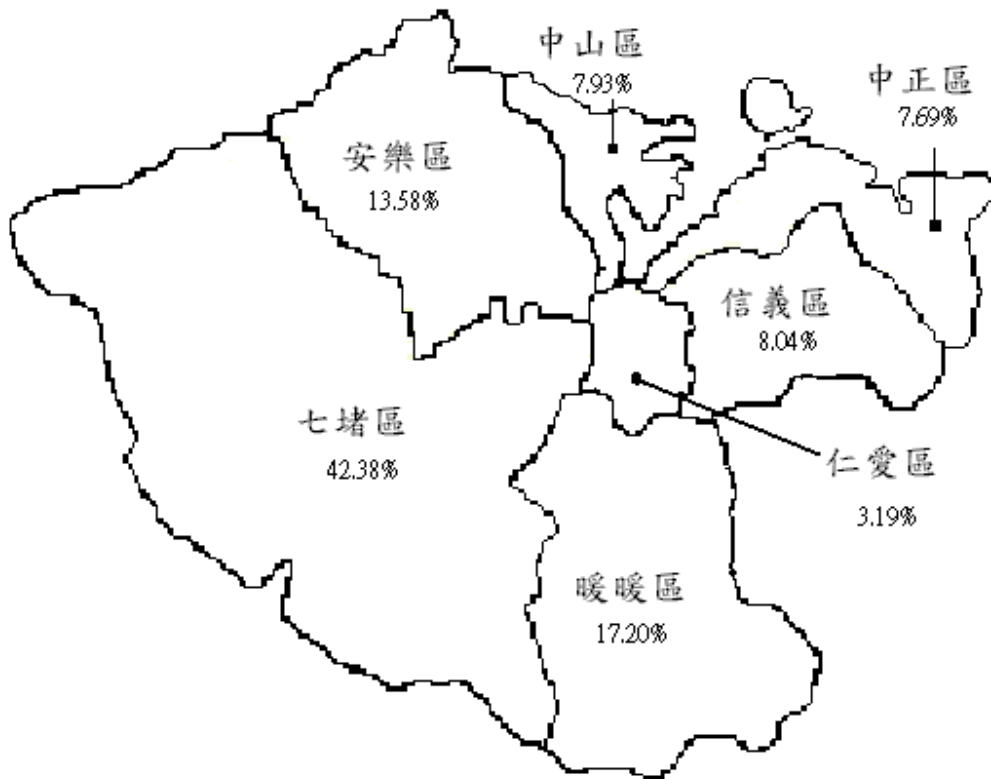 中山區
7.93%
中正區
7.69%
安樂區
13.58%
信義區
8.04%
七堵區
42.38%
仁愛區
3.19%
暖暖區
17.20%